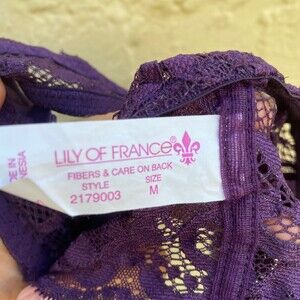 LILY OF FRANCE®
FIBERS & CARE ON BACK
STYLE SIZE
2179003 M